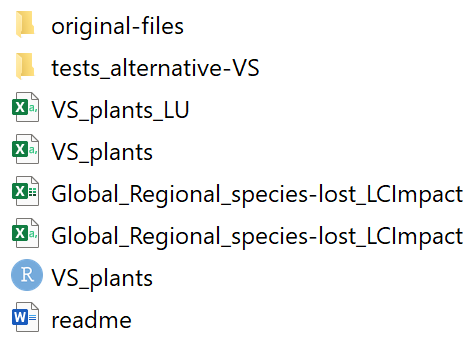 original-files
tests_alternative-VS
VS_plants_LU
VS_plants
Global_Regional_species-lost_LCImpact
Global_Regional_species-lost_LCImpact
VS_plants
readme